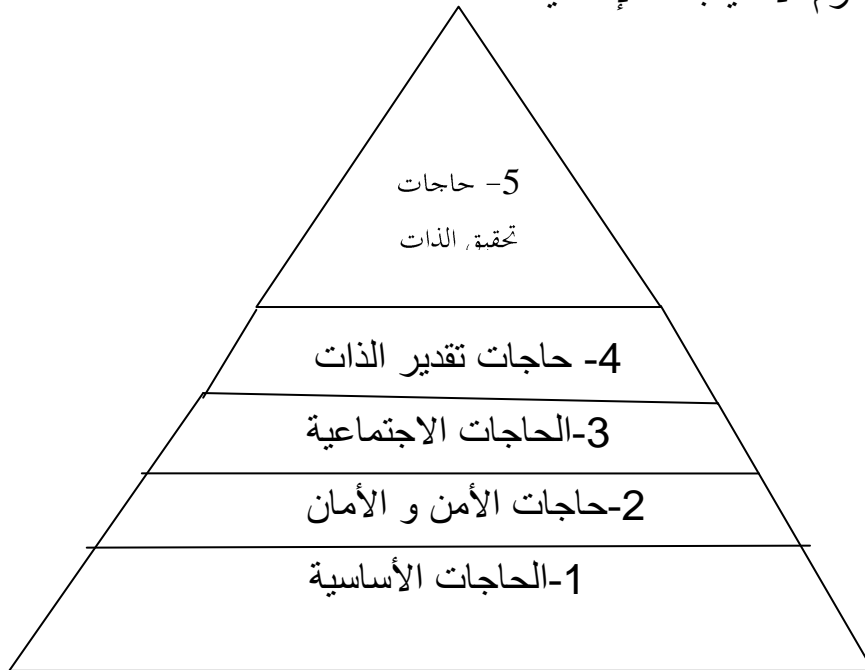 5- حاجات
تحقيق الذات
4- حاجات تقدير الذات
3-الحاجات الاجتماعية
2-حاجات الأمن و الأمان
1-الحاجات الأساسية